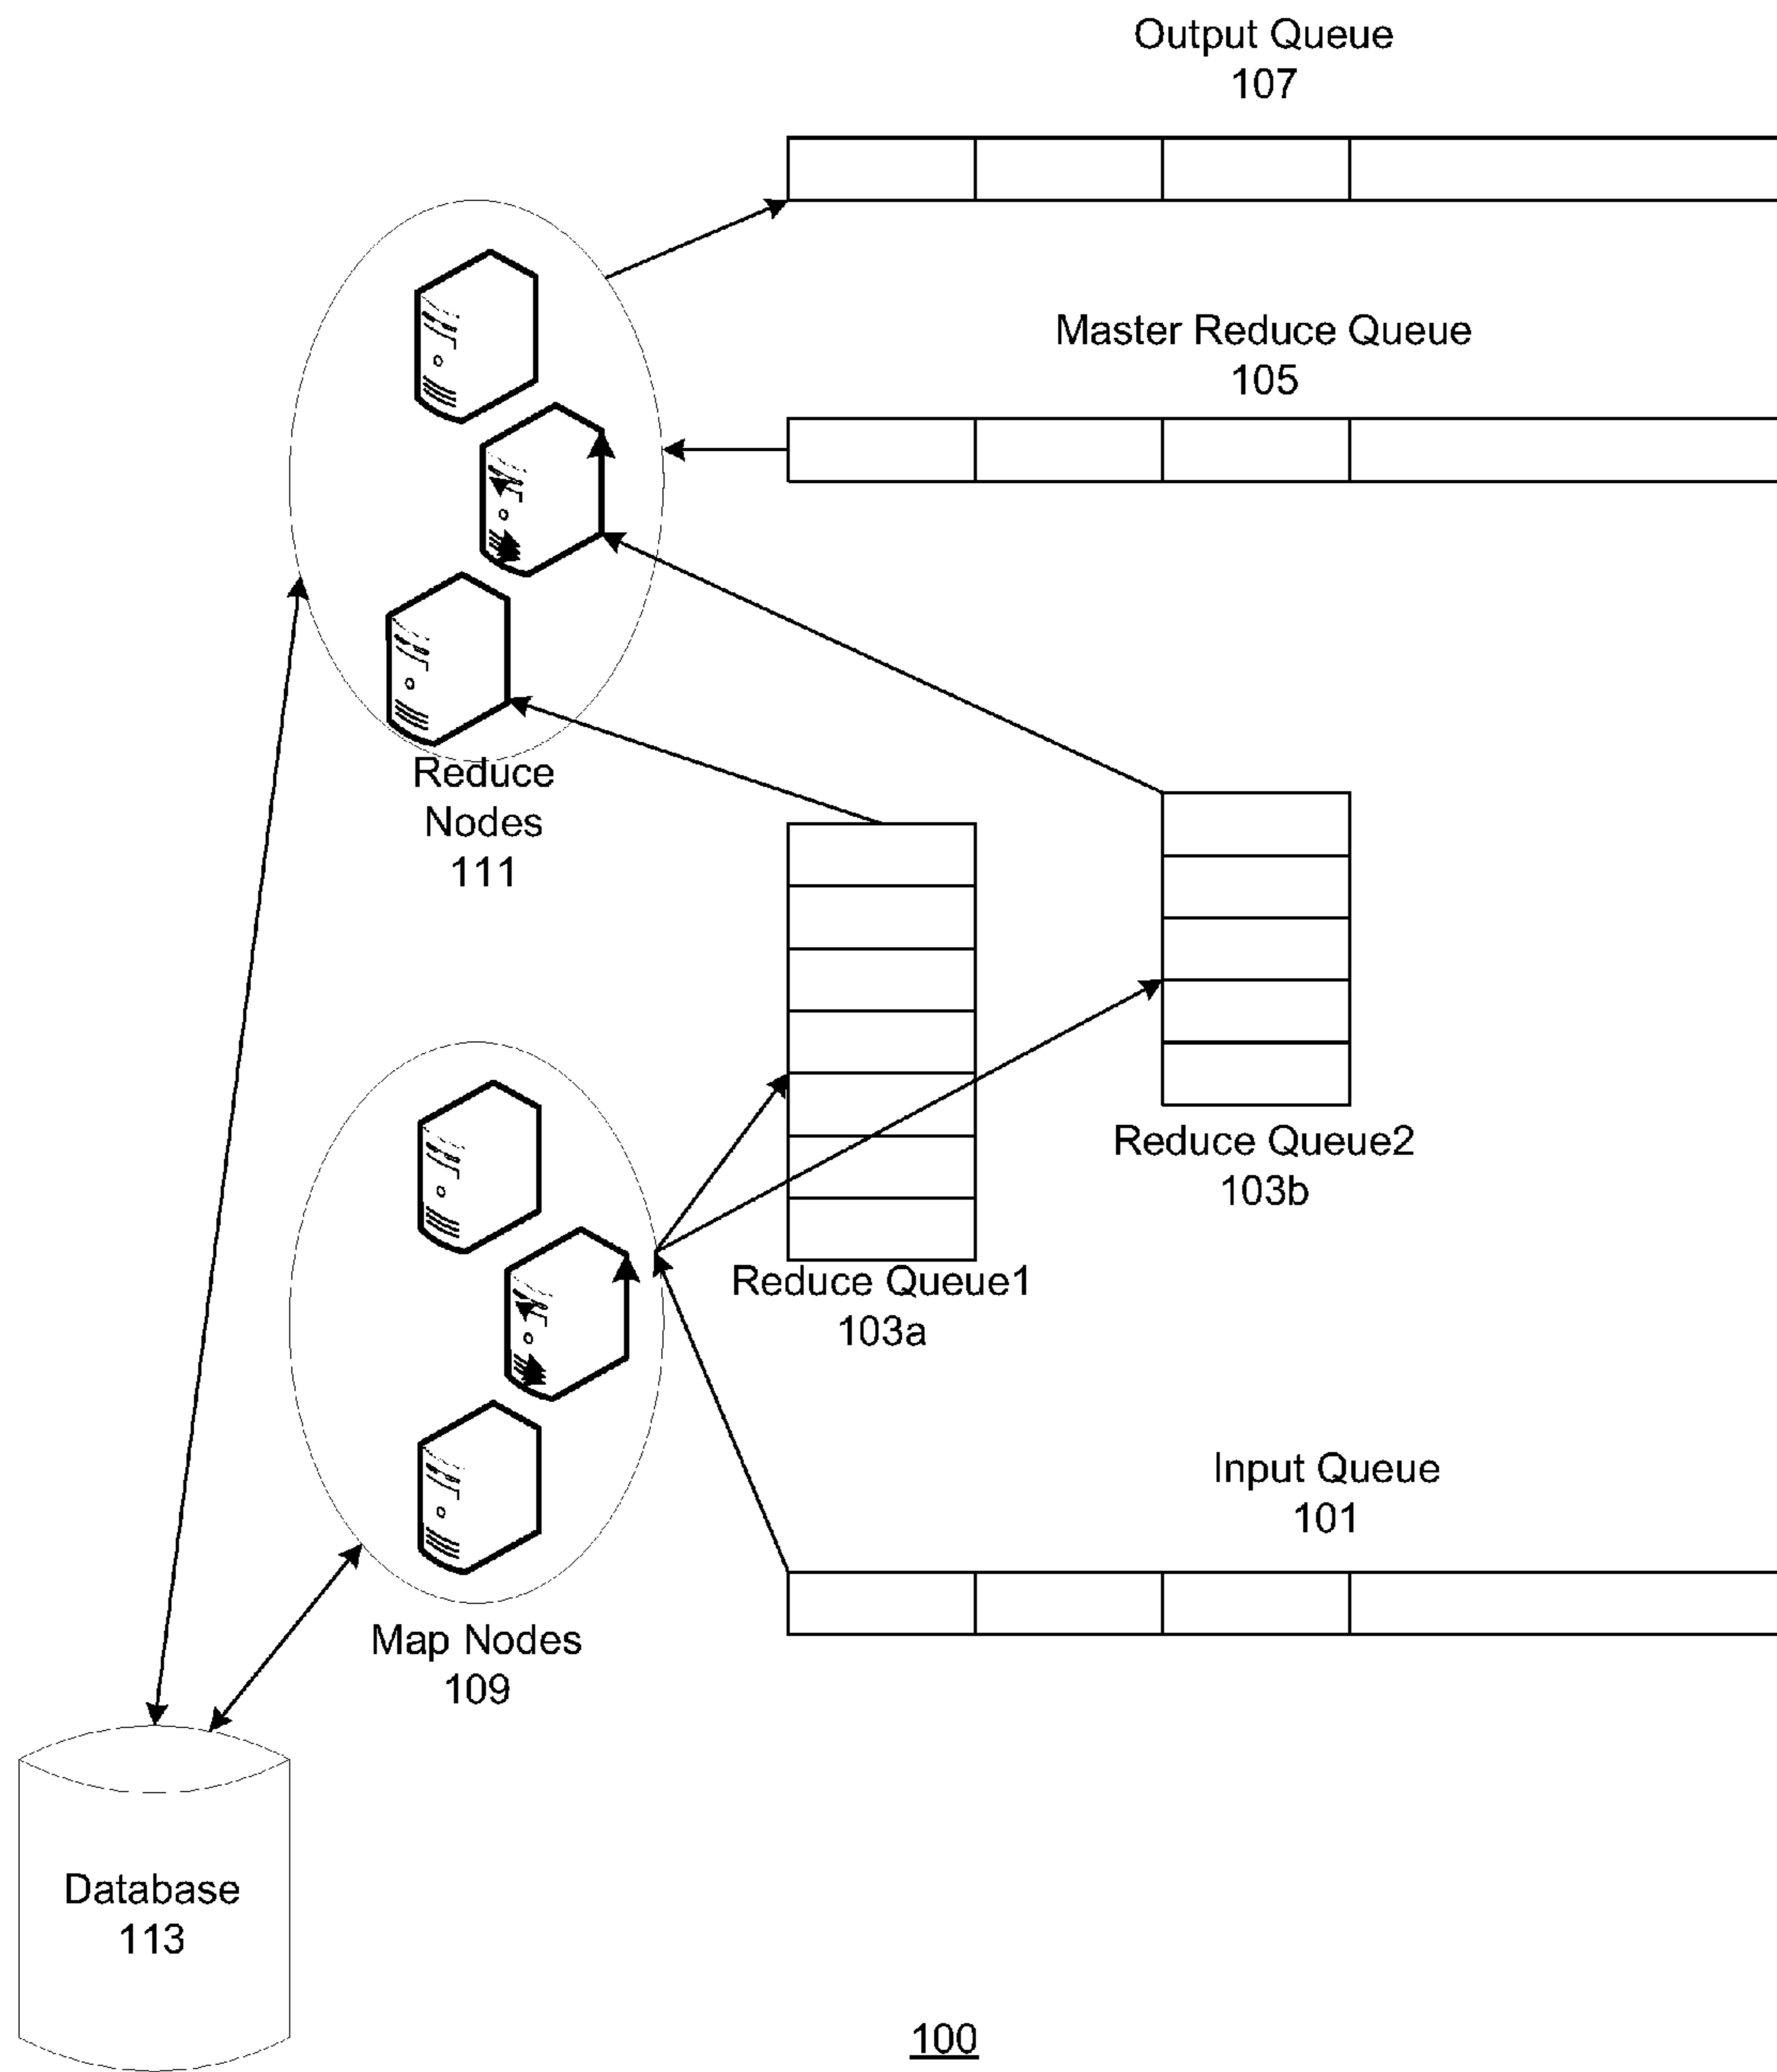 Output Queue
107
Master Reduce Queue
105
Reduce
Nodes
111
Reduce Queue2
103b
Reduce Queue1
103a
Input Queue
101
Map Nodes
109
Database
113
100